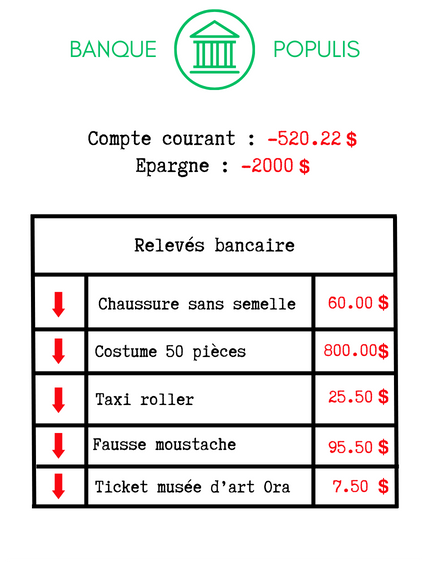 BANQUE POPULIS
Compte courant : -520.22 $
Epargne : -2000 $
Relevés bancaire
Chaussure sans semelle 60.00 $
Costume 50 pièces 800.00$
Taxi roller 25.50 $
Fausse moustache 95.50 $
Ticket musée d'art Ora 7.50 $